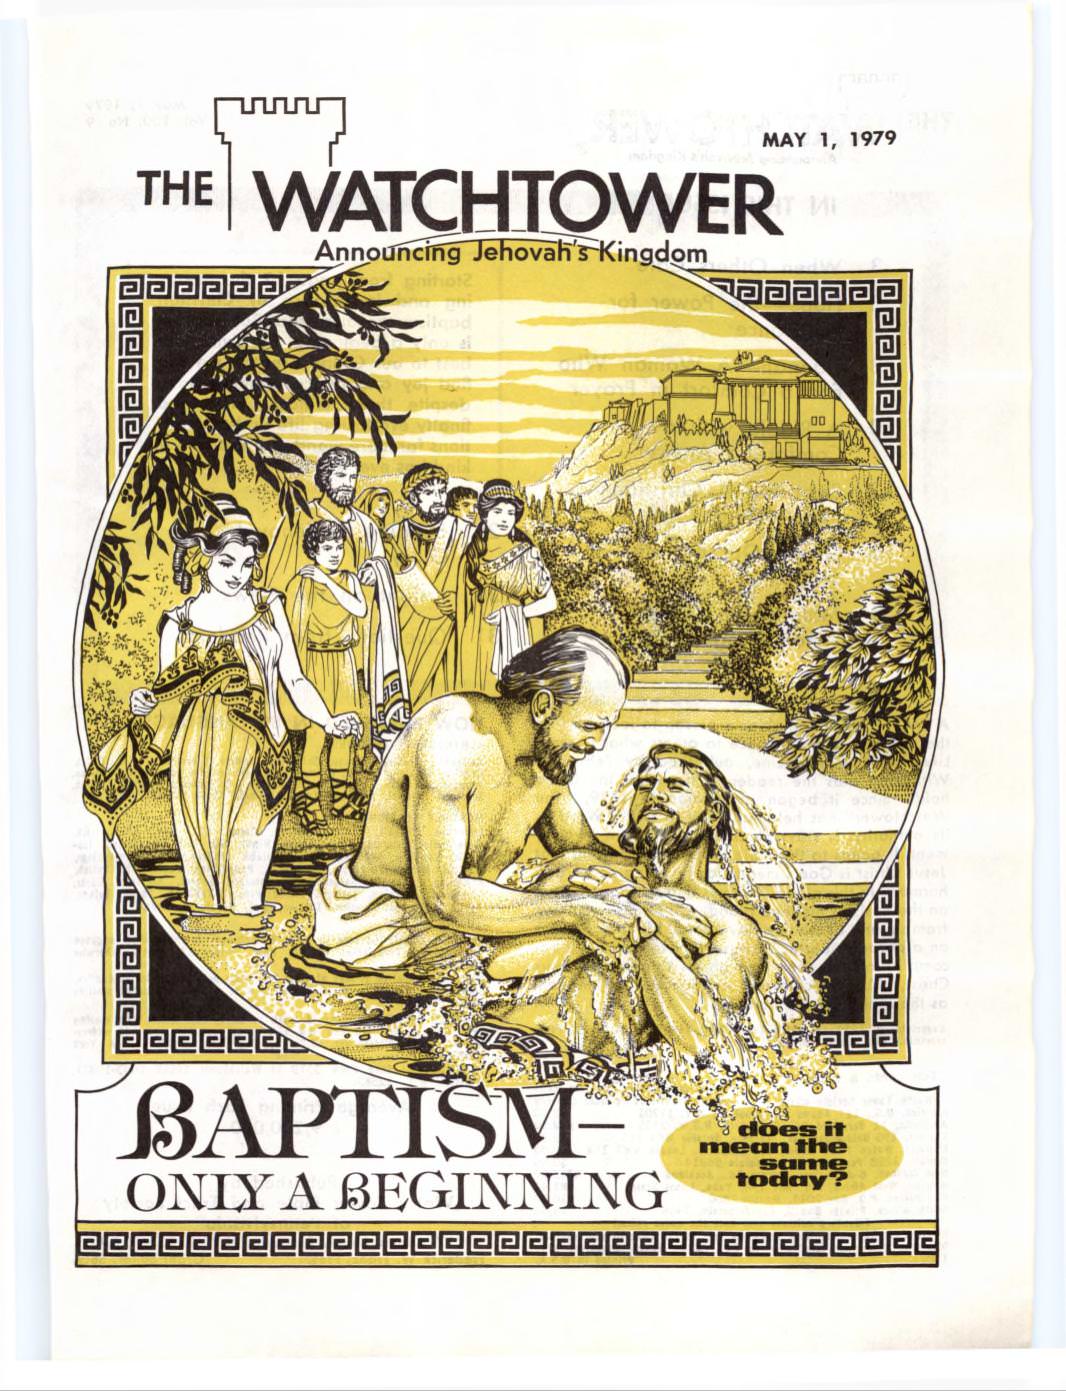 MAY 1, 1979
THE WATCHTOWER
Announcing Jehovah's Kingdom
BAPTISM—
ONLY A BEGINNING
does it
mean the
same
today?